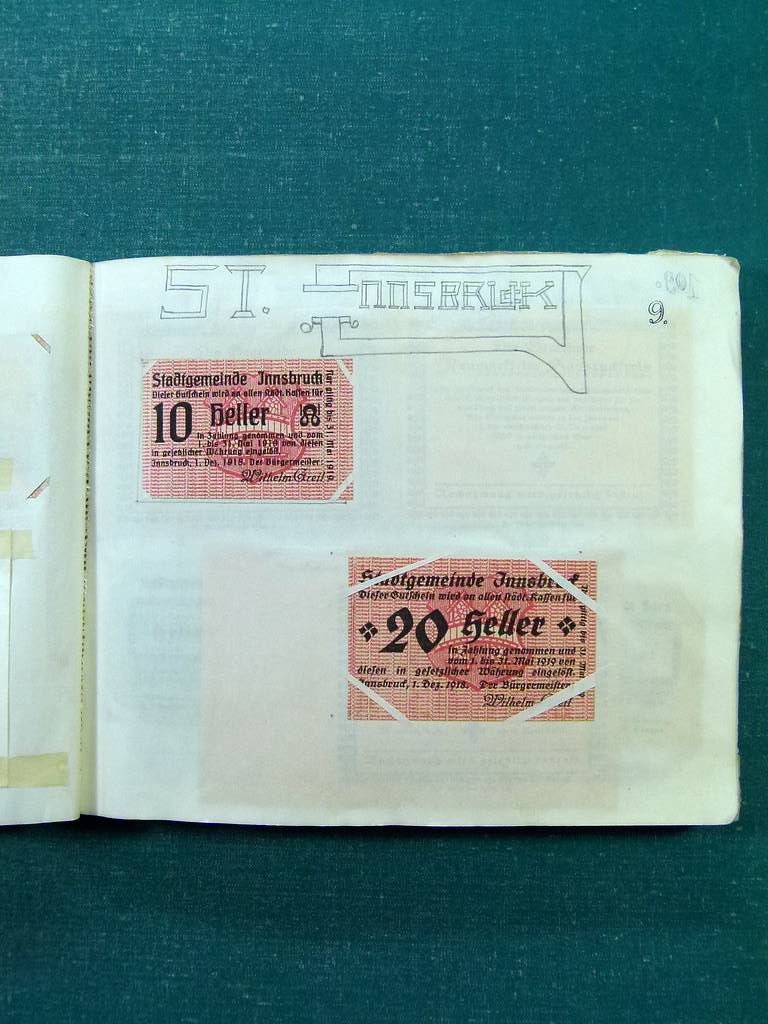 ST. INNSBRUCK
9.
Stadtgemeinde Innsbruck
Dieser Gutschein wird an allen städt. Kassen für
10 Heller
in Zahlung genommen und vom
1. bis 31. Mai 1919 von diesen
in gesetzlicher Währung eingelöst.
Innsbruck, 1. Dez. 1918. Der Bürgermeister:
Wilhelm Greil
bis 31. Mai 1919.
Stadtgemeinde Innsbruck
Dieser Gutschein wird an allen städt. Kassen für
20 Heller
in Zahlung genommen und
vom 1. bis 31. Mai 1919 von
diesen in gesetzlicher Währung eingelöst.
Innsbruck, 1. Dez. 1918. Der Bürgermeister
Wilhelm Greil